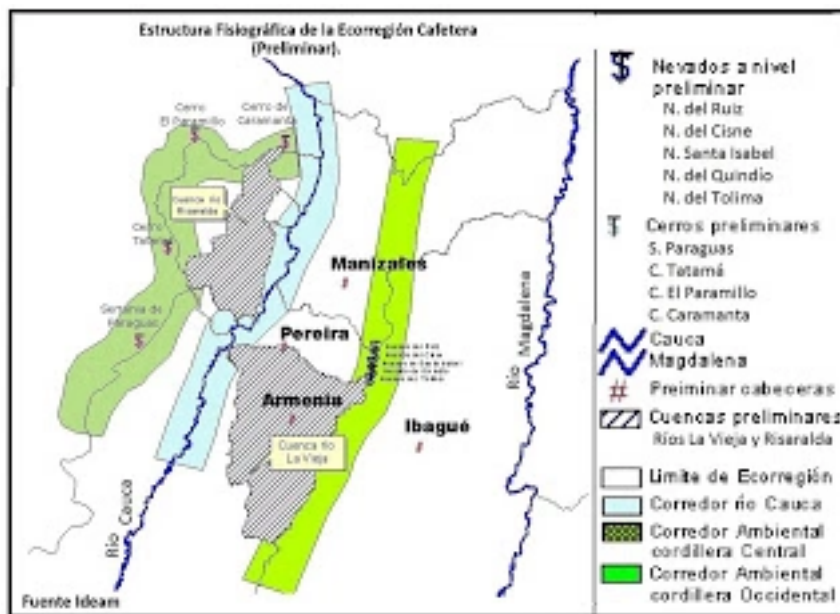 Estructura Fisiográfica de la Ecorregión Cafetera
(Preliminar).
Cerro
El Paramillo
Cerro de
Caramanta
Cuenca río
Risaralda
Cerro
Serranía de
Paraguas
Manizales
Pereira
Armenia
Ibagué
Cuenca río
La Vieja
Río Cauca
Río Magdalena
Fuente Ideam
Nevados a nivel
preliminar
N. del Ruiz
N. del Cisne
N. Santa Isabel
N. del Quindío
N. del Tolima
Cerros preliminares
S. Paraguas
C. Tatamá
C. El Paramillo
C. Caramanta
Cauca
Magdalena
Preiminar cabeceras
Cuencas preliminares
Ríos La Vieja y Risaralda
Limite de Ecorregión
Corredor río Cauca
Corredor Ambiental
cordillera Central
Corredor Ambiental
cordillera Occidental